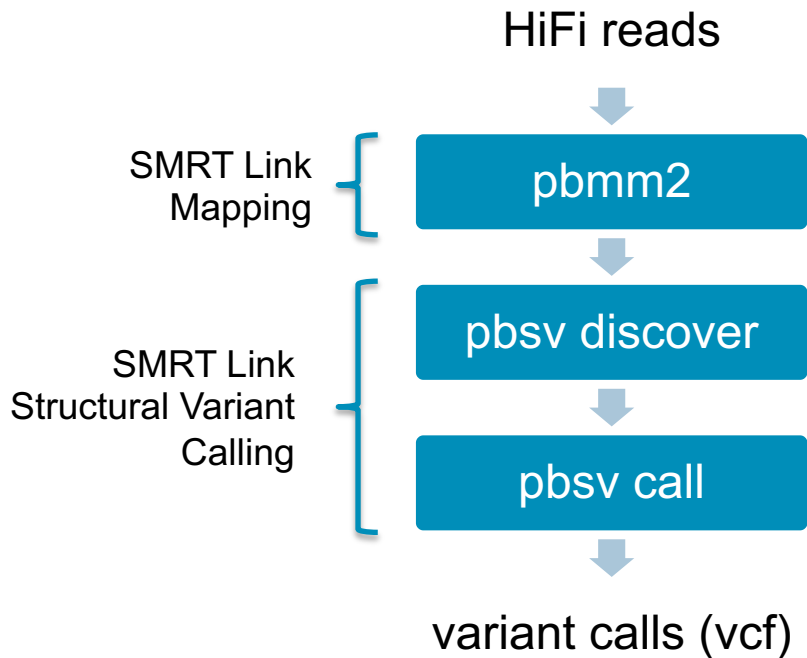 HiFi reads
SMRT Link
Mapping
pbmm2
pbsv discover
SMRT Link
Structural Variant
Calling
pbsv call
variant calls (vcf)